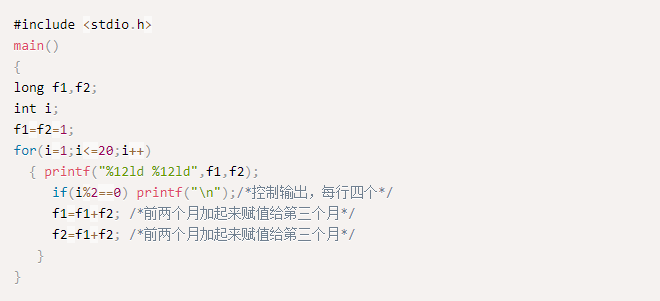 #include <stdio.h>
main()
{
long f1,f2;
int i;
f1=f2=1;
for(i=1;i<=20;i++)
{ printf("%12ld %12ld",f1,f2);
if(i%2==0) printf("\n");/*控制输出，每行四个*/
f1=f1+f2; /*前两个月加起来赋值给第三个月*/
f2=f1+f2; /*前两个月加起来赋值给第三个月*/
}
}